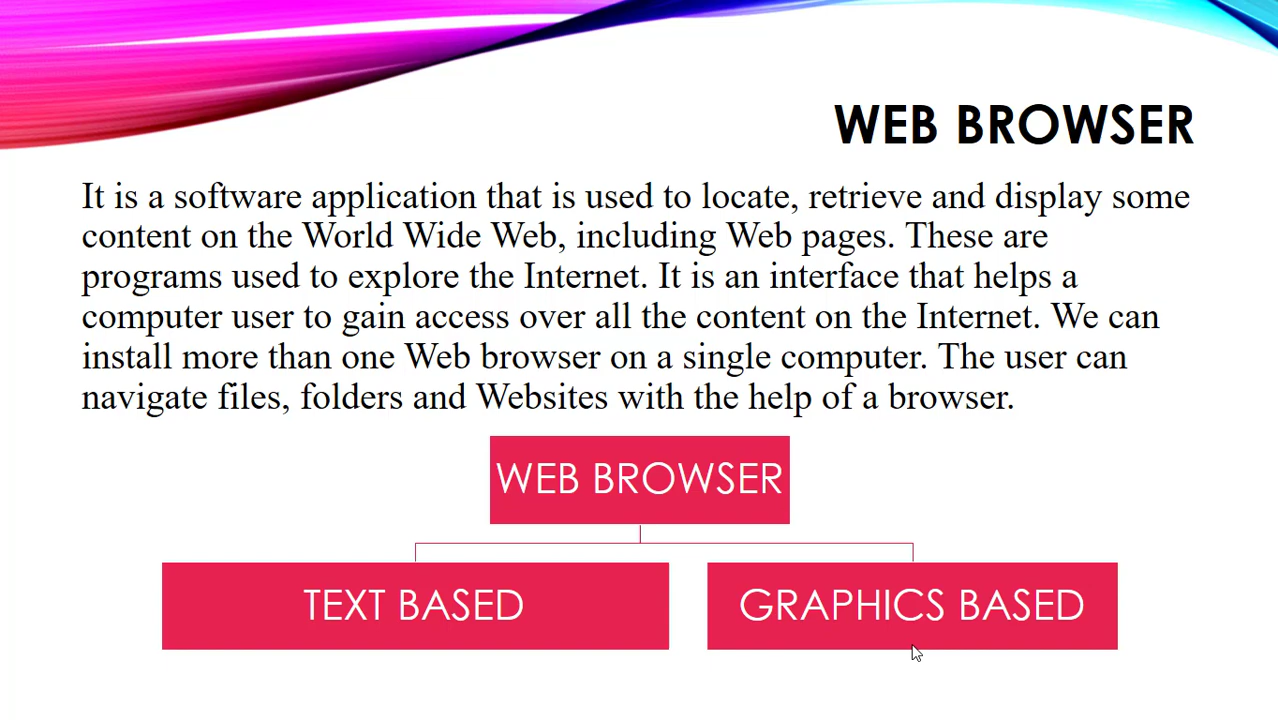 WEB BROWSER
It is a software application that is used to locate, retrieve and display some
content on the World Wide Web, including Web pages. These are
programs used to explore the Internet. It is an interface that helps a
computer user to gain access over all the content on the Internet. We can
install more than one Web browser on a single computer. The user can
navigate files, folders and Websites with the help of a browser.
WEB BROWSER
TEXT BASED
GRAPHICS BASED